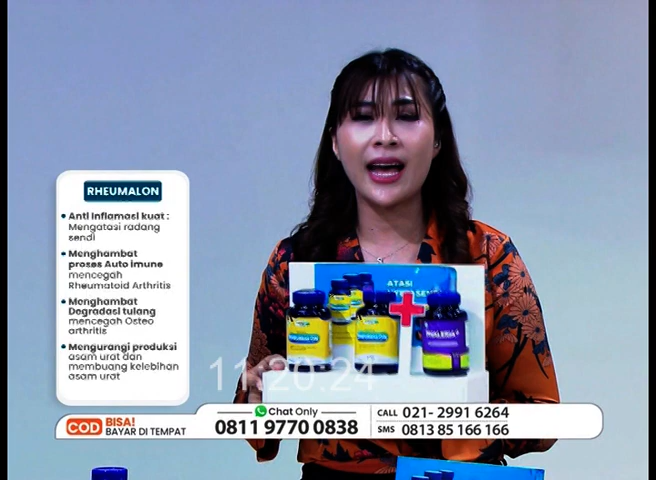 RHEUMALON
• Anti Inflamasi kuat :
Mengatasi radang
sendi
• Menghambat
proses Auto imune
mencegah
Rheumatoid Arthritis
• Menghambat
Degradasi tulang
mencegah Osteo
arthritis
• Mengurangi produksi
asam urat dan
membuang kelebihan
asam urat
ATASI
+
11:20:24
COD BISA!
BAYAR DI TEMPAT
Chat Only
0811 9770 0838
CALL 021- 2991 6264
SMS 0813 85 166 166